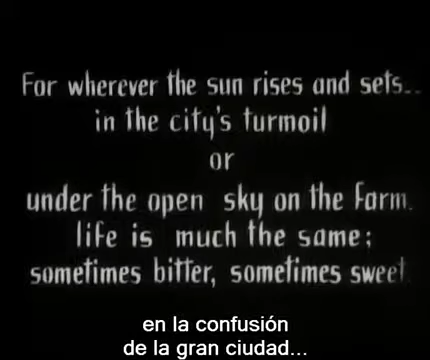 For wherever the sun rises and sets..
in the city's turmoil
or
under the open sky on the farm.
life is much the same;
sometimes bitter, sometimes sweet
en la confusión
de la gran ciudad...